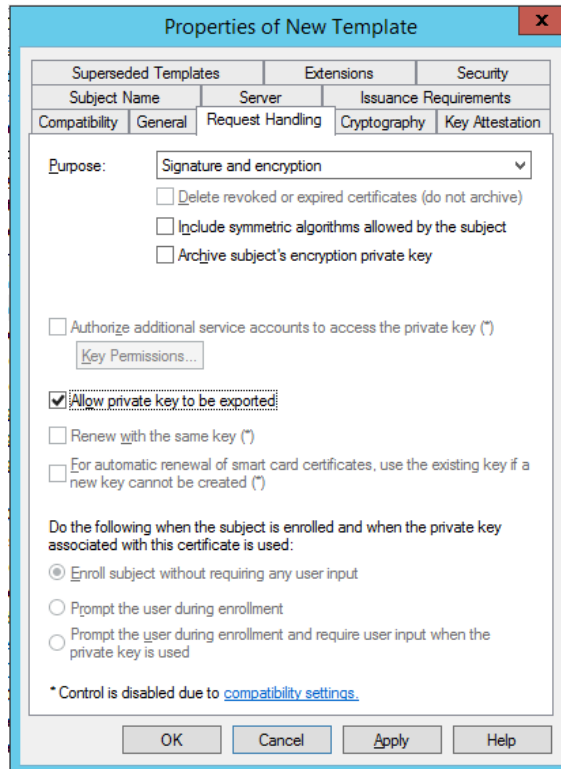 Properties of New Template
x
Superseded Templates Extensions Security
Subject Name Server Issuance Requirements
Compatibility General Request Handling Cryptography Key Attestation
Purpose: Signature and encryption
Delete revoked or expired certificates (do not archive)
Include symmetric algorithms allowed by the subject
Archive subject's encryption private key
Authorize additional service accounts to access the private key (*)
Key Permissions...
Allow private key to be exported
Renew with the same key (*)
For automatic renewal of smart card certificates, use the existing key if a
new key cannot be created (*)
Do the following when the subject is enrolled and when the private key
associated with this certificate is used:
Enroll subject without requiring any user input
Prompt the user during enrollment
Prompt the user during enrollment and require user input when the
private key is used
* Control is disabled due to compatibility settings.
OK Cancel Apply Help